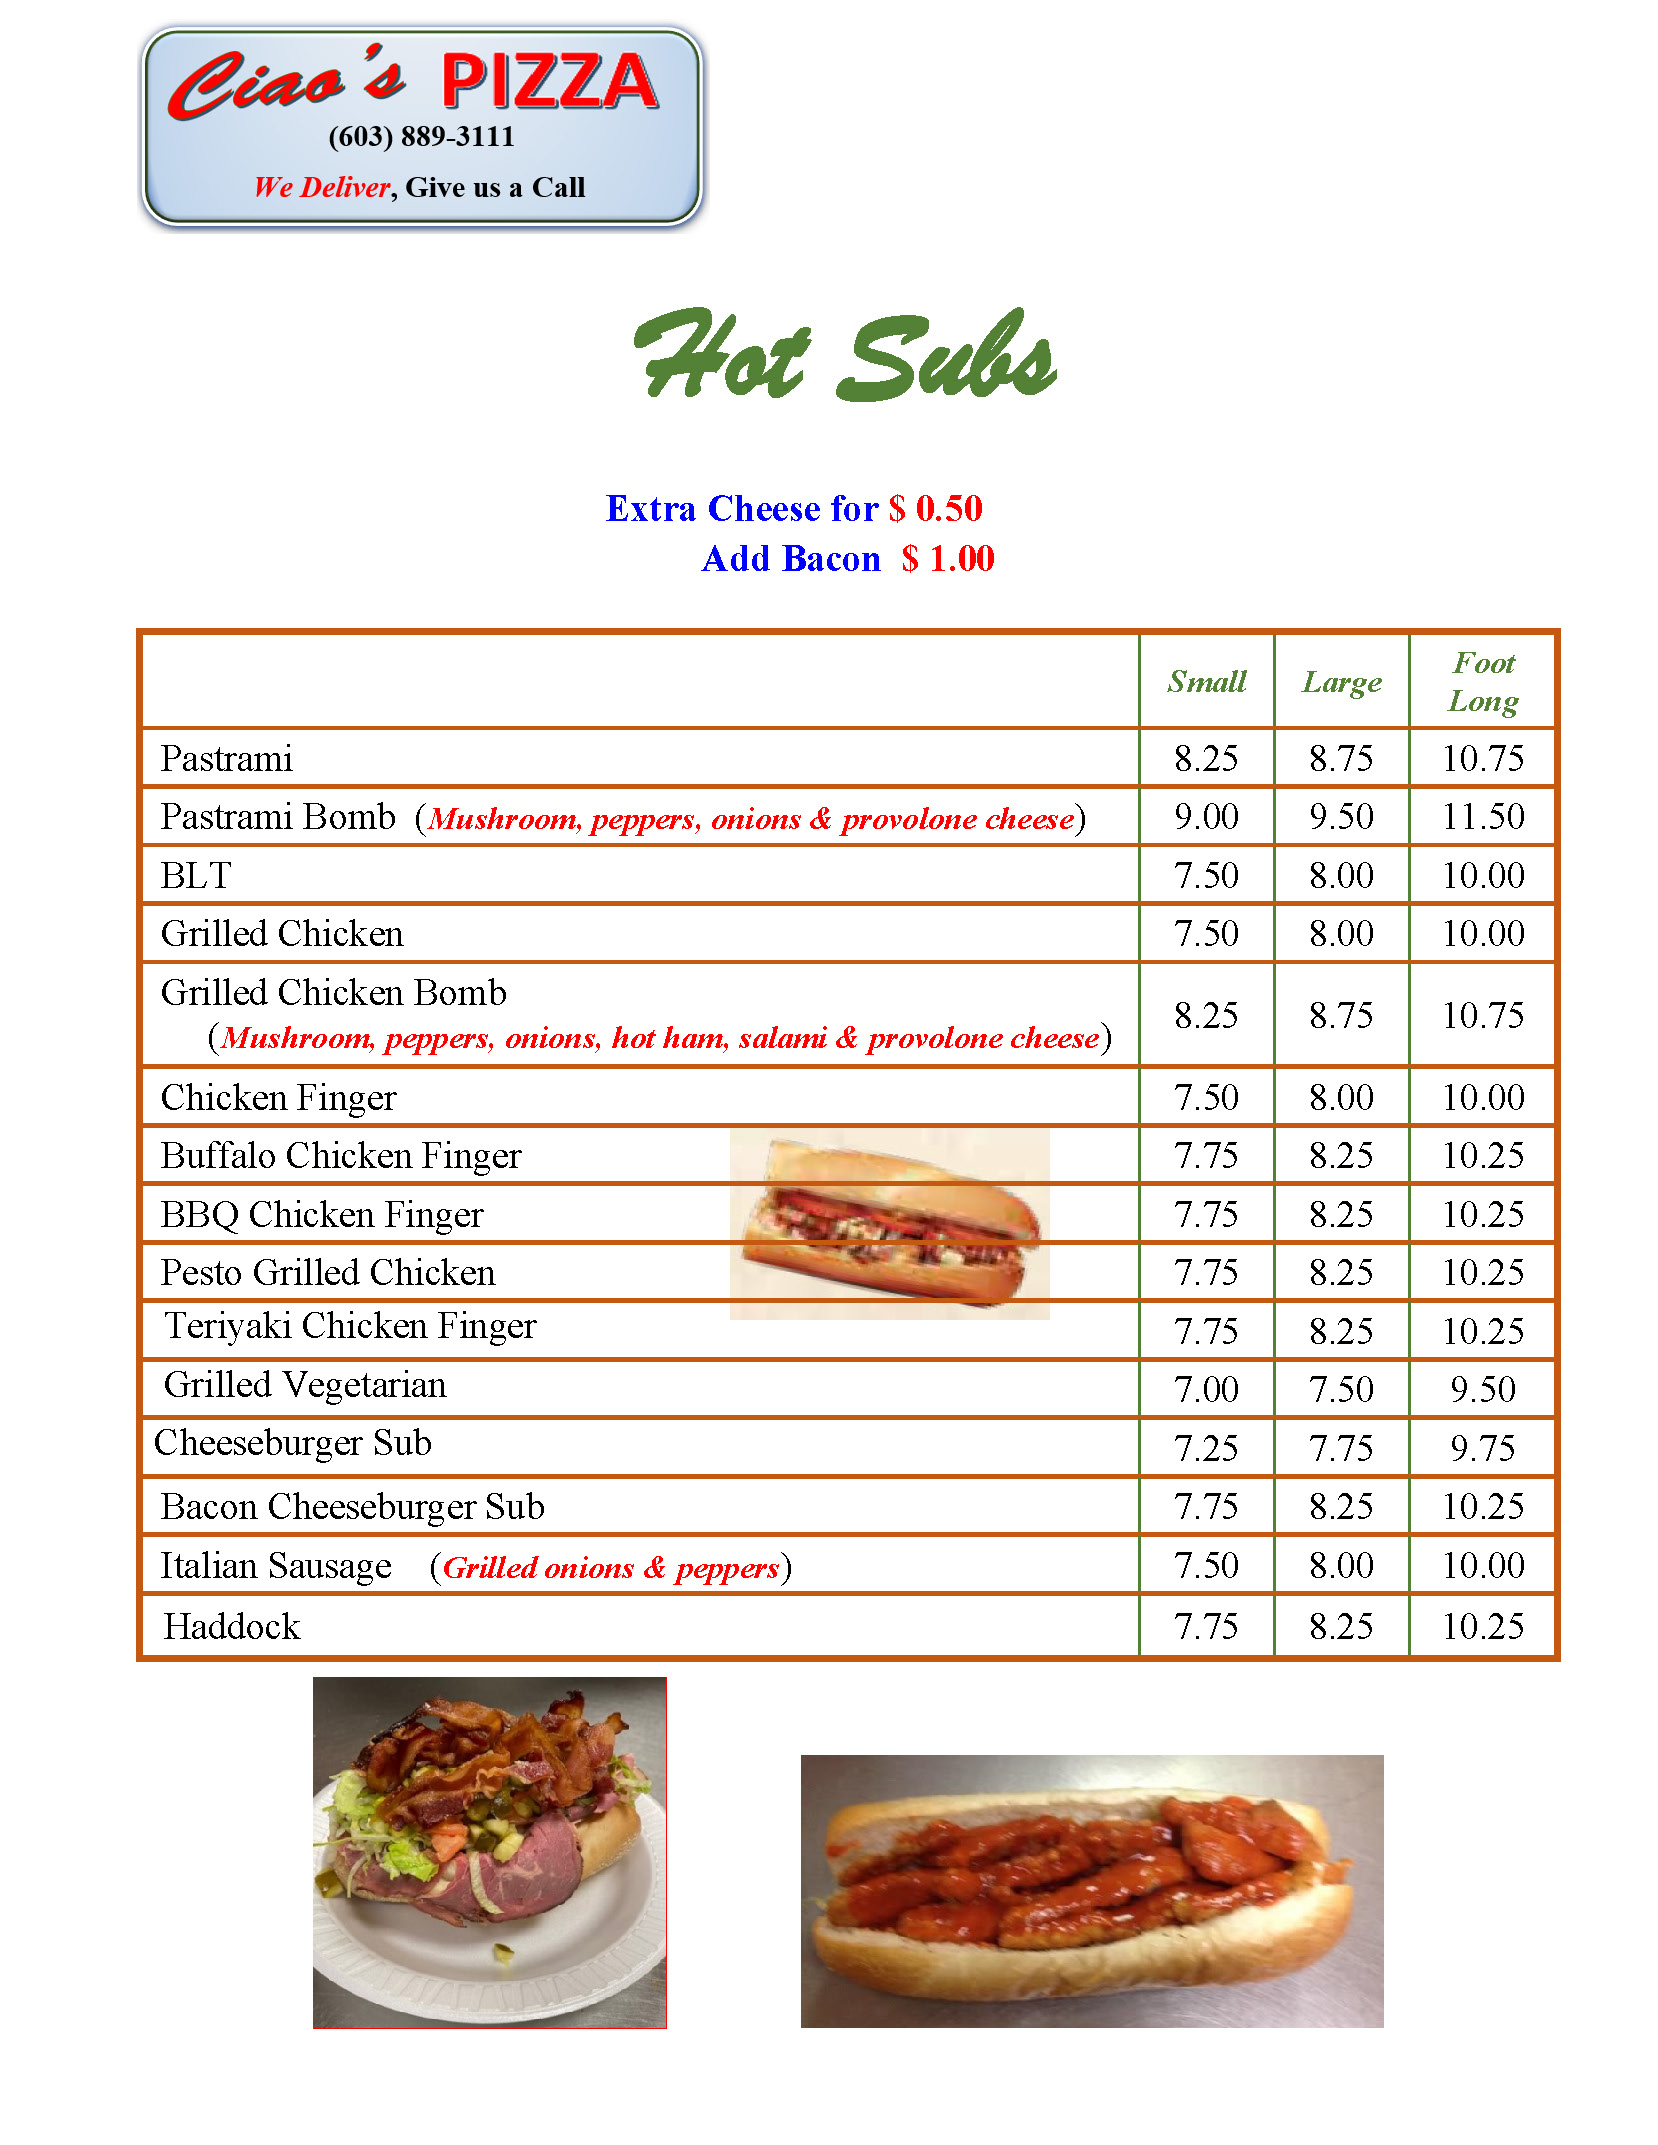 Ciao's PIZZA
(603) 889-3111
We Deliver, Give us a Call
Hot Subs
Extra Cheese for $ 0.50
Add Bacon $ 1.00
Small Large Foot Long
Pastrami 8.25 8.75 10.75
Pastrami Bomb (Mushroom, peppers, onions & provolone cheese) 9.00 9.50 11.50
BLT 7.50 8.00 10.00
Grilled Chicken 7.50 8.00 10.00
Grilled Chicken Bomb
(Mushroom, peppers, onions, hot ham, salami & provolone cheese) 8.25 8.75 10.75
Chicken Finger 7.50 8.00 10.00
Buffalo Chicken Finger 7.75 8.25 10.25
BBQ Chicken Finger 7.75 8.25 10.25
Pesto Grilled Chicken 7.75 8.25 10.25
Teriyaki Chicken Finger 7.75 8.25 10.25
Grilled Vegetarian 7.00 7.50 9.50
Cheeseburger Sub 7.25 7.75 9.75
Bacon Cheeseburger Sub 7.75 8.25 10.25
Italian Sausage (Grilled onions & peppers) 7.50 8.00 10.00
Haddock 7.75 8.25 10.25